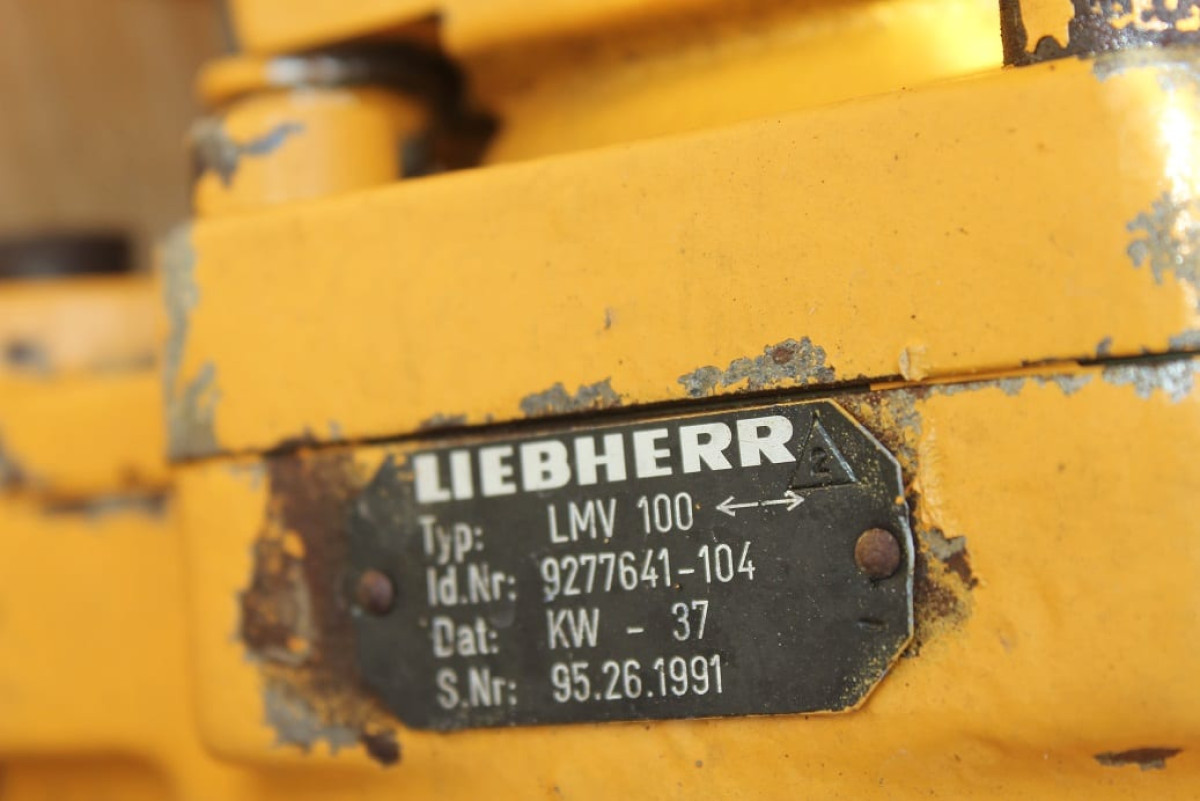 LIEBHERR
Typ: LMV 100 ←→
Id.Nr: 9277641-104
Dat: KW - 37
S.Nr: 95.26.1991